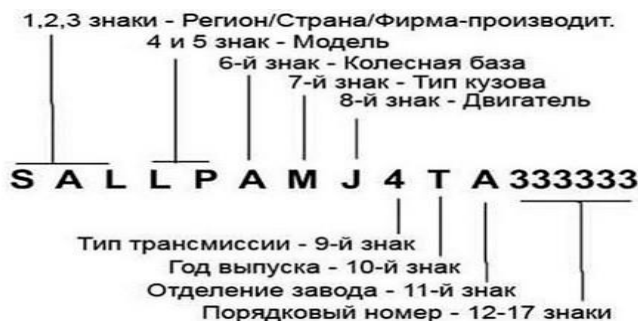 1,2,3 знаки - Регион/Страна/Фирма-производит.
4 и 5 знак - Модель
6-й знак - Колесная база
7-й знак - Тип кузова
8-й знак - Двигатель
S A L L P A M J 4 T A 333333
Тип трансмиссии - 9-й знак
Год выпуска - 10-й знак
Отделение завода - 11-й знак
Порядковый номер - 12-17 знаки